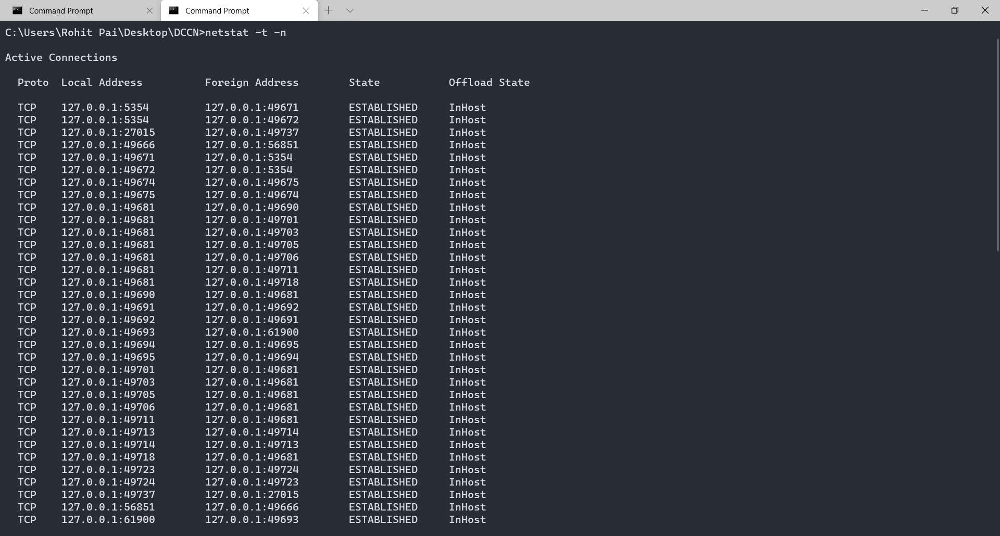 Command Prompt
Command Prompt
C:\Users\Rohit Pai\Desktop\DCCN>netstat -t -n
Active Connections
Proto  Local Address          Foreign Address        State           Offload State
TCP    127.0.0.1:5354         127.0.0.1:49671        ESTABLISHED     InHost
TCP    127.0.0.1:5354         127.0.0.1:49672        ESTABLISHED     InHost
TCP    127.0.0.1:27015        127.0.0.1:49737        ESTABLISHED     InHost
TCP    127.0.0.1:49666        127.0.0.1:56851        ESTABLISHED     InHost
TCP    127.0.0.1:49671        127.0.0.1:5354         ESTABLISHED     InHost
TCP    127.0.0.1:49672        127.0.0.1:5354         ESTABLISHED     InHost
TCP    127.0.0.1:49674        127.0.0.1:49675        ESTABLISHED     InHost
TCP    127.0.0.1:49675        127.0.0.1:49674        ESTABLISHED     InHost
TCP    127.0.0.1:49681        127.0.0.1:49690        ESTABLISHED     InHost
TCP    127.0.0.1:49681        127.0.0.1:49701        ESTABLISHED     InHost
TCP    127.0.0.1:49681        127.0.0.1:49703        ESTABLISHED     InHost
TCP    127.0.0.1:49681        127.0.0.1:49705        ESTABLISHED     InHost
TCP    127.0.0.1:49681        127.0.0.1:49706        ESTABLISHED     InHost
TCP    127.0.0.1:49681        127.0.0.1:49711        ESTABLISHED     InHost
TCP    127.0.0.1:49681        127.0.0.1:49718        ESTABLISHED     InHost
TCP    127.0.0.1:49690        127.0.0.1:49681        ESTABLISHED     InHost
TCP    127.0.0.1:49691        127.0.0.1:49692        ESTABLISHED     InHost
TCP    127.0.0.1:49692        127.0.0.1:49691        ESTABLISHED     InHost
TCP    127.0.0.1:49693        127.0.0.1:61900        ESTABLISHED     InHost
TCP    127.0.0.1:49694        127.0.0.1:49695        ESTABLISHED     InHost
TCP    127.0.0.1:49695        127.0.0.1:49694        ESTABLISHED     InHost
TCP    127.0.0.1:49701        127.0.0.1:49681        ESTABLISHED     InHost
TCP    127.0.0.1:49703        127.0.0.1:49681        ESTABLISHED     InHost
TCP    127.0.0.1:49705        127.0.0.1:49681        ESTABLISHED     InHost
TCP    127.0.0.1:49706        127.0.0.1:49681        ESTABLISHED     InHost
TCP    127.0.0.1:49711        127.0.0.1:49681        ESTABLISHED     InHost
TCP    127.0.0.1:49713        127.0.0.1:49714        ESTABLISHED     InHost
TCP    127.0.0.1:49714        127.0.0.1:49713        ESTABLISHED     InHost
TCP    127.0.0.1:49718        127.0.0.1:49681        ESTABLISHED     InHost
TCP    127.0.0.1:49723        127.0.0.1:49724        ESTABLISHED     InHost
TCP    127.0.0.1:49724        127.0.0.1:49723        ESTABLISHED     InHost
TCP    127.0.0.1:49737        127.0.0.1:27015        ESTABLISHED     InHost
TCP    127.0.0.1:56851        127.0.0.1:49666        ESTABLISHED     InHost
TCP    127.0.0.1:61900        127.0.0.1:49693        ESTABLISHED     InHost